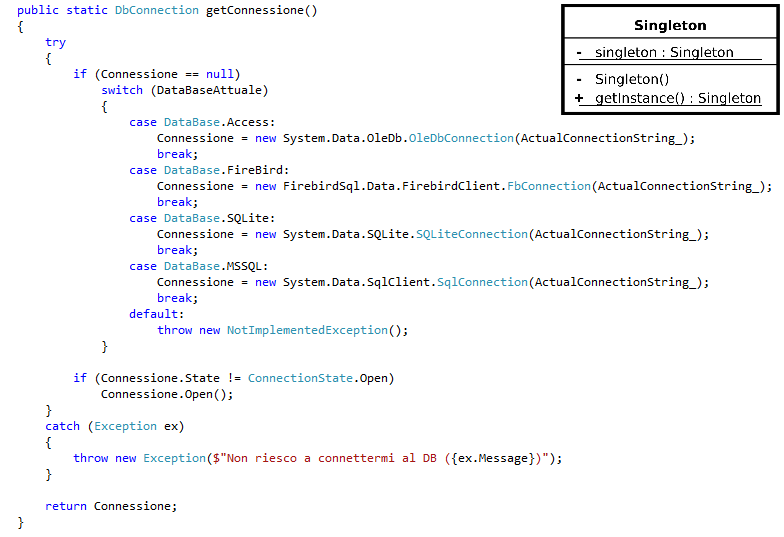 public static DbConnection getConnessione()
{
    try
    {
        if (Connessione == null)
            switch (DataBaseAttuale)
            {
                case DataBase.Access:
                    Connessione = new System.Data.OleDb.OleDbConnection(ActualConnectionString_);
                    break;
                case DataBase.FireBird:
                    Connessione = new FirebirdSql.Data.FirebirdClient.FbConnection(ActualConnectionString_);
                    break;
                case DataBase.SQLite:
                    Connessione = new System.Data.SQLite.SQLiteConnection(ActualConnectionString_);
                    break;
                case DataBase.MSSQL:
                    Connessione = new System.Data.SqlClient.SqlConnection(ActualConnectionString_);
                    break;
                default:
                    throw new NotImplementedException();
            }

        if (Connessione.State != ConnectionState.Open)
            Connessione.Open();
    }
    catch (Exception ex)
    {
        throw new Exception($"Non riesco a connettermi al DB ({ex.Message})");
    }

    return Connessione;
}
Singleton
- singleton : Singleton
- Singleton()
+ getInstance() : Singleton